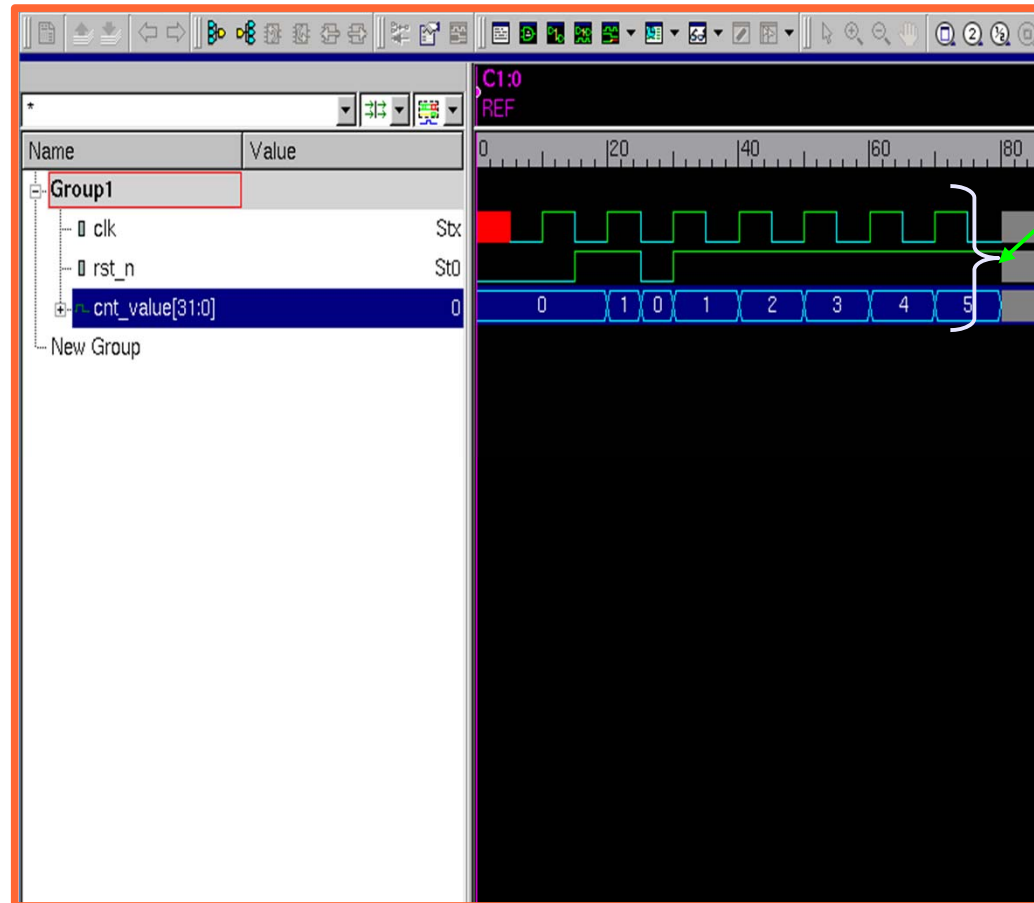 C1:0
*
REF
Name Value
0 20 40 60 80
Group1
clk Stx
rst_n St0
cnt_value[31:0] 0 0 1 0 1 2 3 4 5
New Group